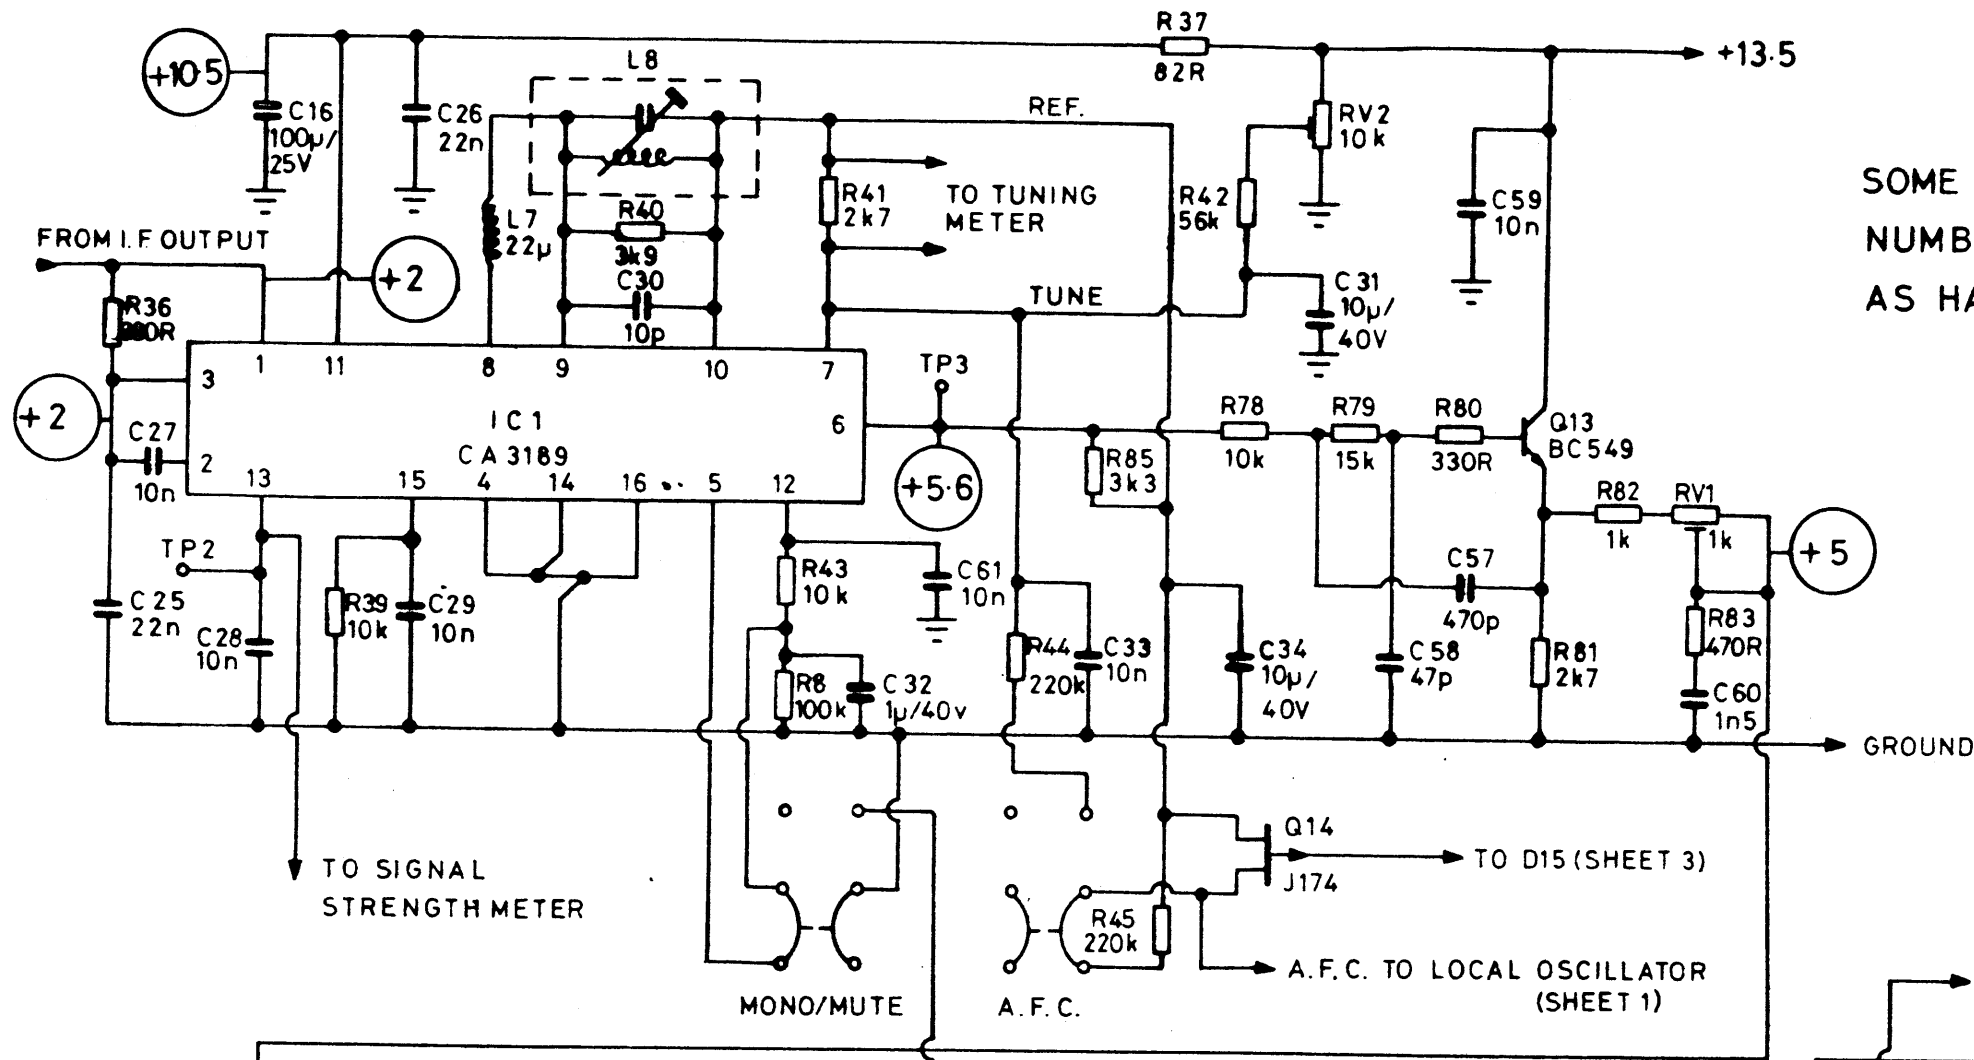 R37
82R
+13.5
+10.5
L8
C16
100µ/
25V
C26
22n
REF.
RV2
10k
SOME
R41
2k7
TO TUNING
METER
R42
56k
C59
10n
L7
22µ
R40
3k9
C30
10p
FROM I.F OUTPUT
+2
NUMB
R36
TUNE
C31
10µ/
40V
AS HA
1
11
8
9
10
7
3
TP3
+2
IC1
CA3189
6
R78
10k
R79
15k
R80
330R
Q13
BC549
C27
10n
2
13
15
4
14
16
5
12
+5.6
R85
3k3
R82
1k
RV1
1k
+5
TP2
R43
10k
C61
10n
C57
470p
C25
22n
C28
10n
R39
10k
C29
10n
R8
100k
C32
1µ/40v
R44
220k
C33
10n
C34
10µ/
40V
C58
47p
R81
2k7
R83
470R
C60
1n5
GROUND
TO SIGNAL
STRENGTH METER
Q14
J174
TO D15 (SHEET 3)
R45
220k
A.F.C. TO LOCAL OSCILLATOR
(SHEET 1)
MONO/MUTE
A.F.C.